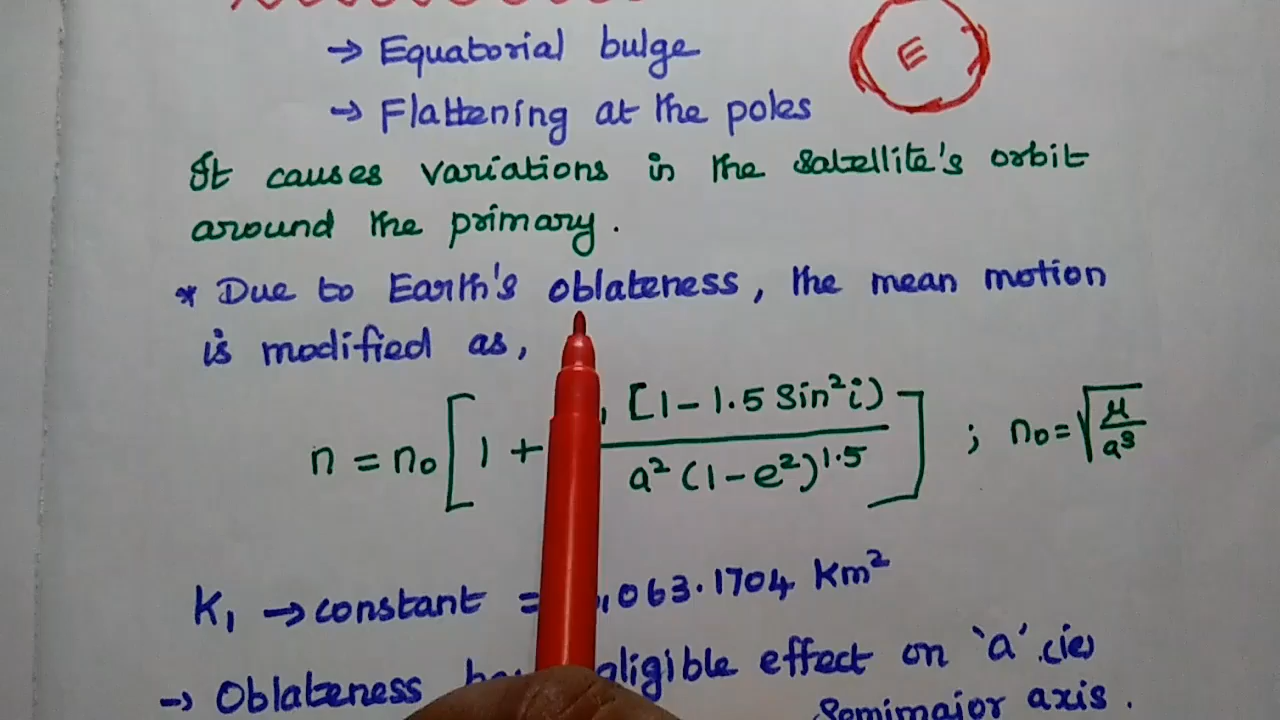 → Equatorial bulge
E
→ Flattening at the poles
It causes variations in the satellite's orbit
around the primary.
* Due to Earth's oblateness, the mean motion
is modified as,
n = n₀ [1 + [1 - 1.5 Sin²i) / a² (1 - e²)^1.5 ] ; n₀ = √(μ/a³)
K₁ → constant = ,063.1704 Km²
→ Oblateness negligible effect on 'a' (ie)
Semimajor axis.